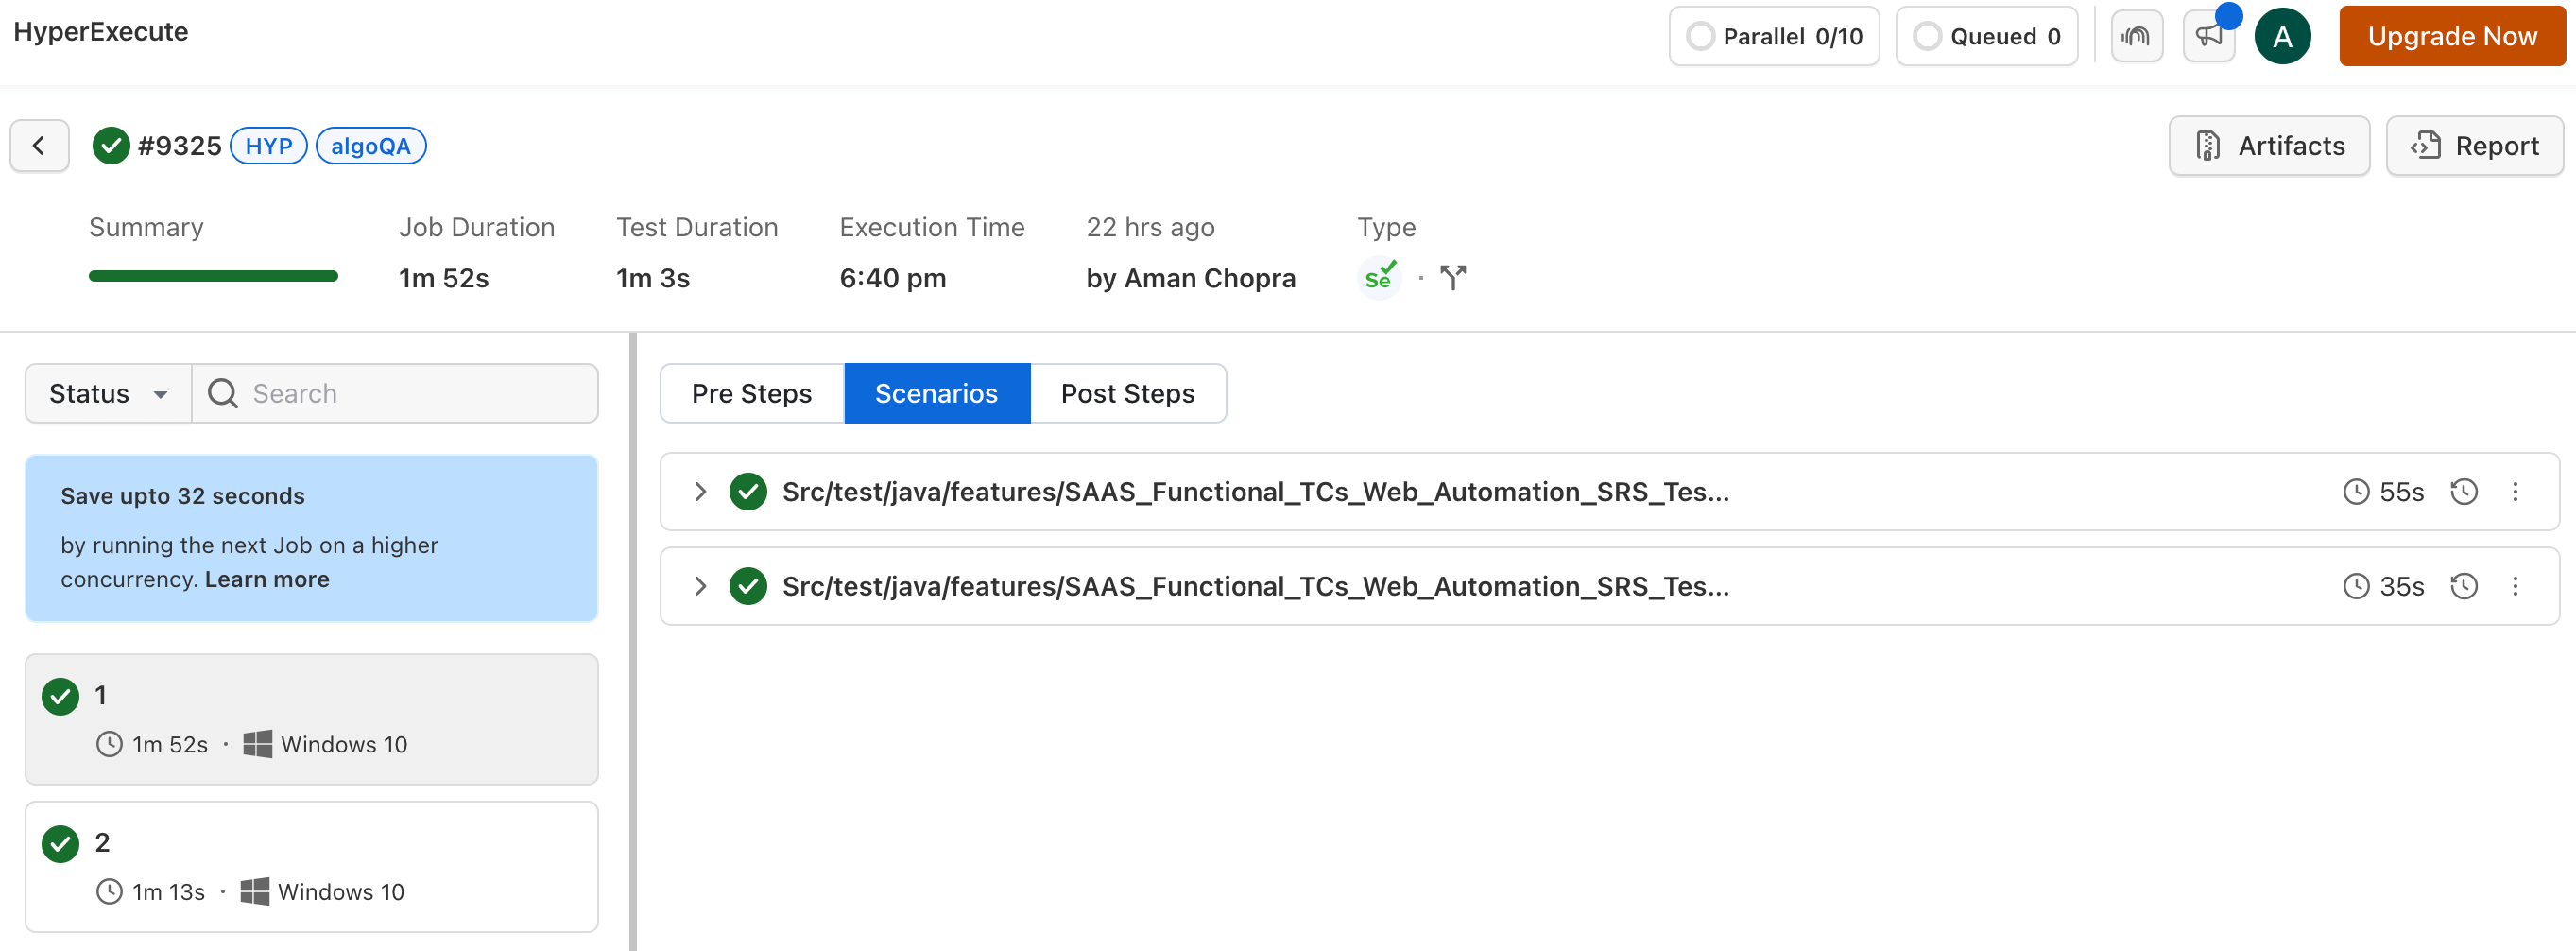 HyperExecute
Parallel 0/10
Queued 0
A
Upgrade Now
#9325 HYP algoQA
Artifacts
Report
Summary
Job Duration
1m 52s
Test Duration
1m 3s
Execution Time
6:40 pm
22 hrs ago
by Aman Chopra
Type
se
Status
Search
Save upto 32 seconds
by running the next Job on a higher
concurrency. Learn more
1
1m 52s · Windows 10
2
1m 13s · Windows 10
Pre Steps
Scenarios
Post Steps
Src/test/java/features/SAAS_Functional_TCs_Web_Automation_SRS_Tes...
55s
Src/test/java/features/SAAS_Functional_TCs_Web_Automation_SRS_Tes...
35s